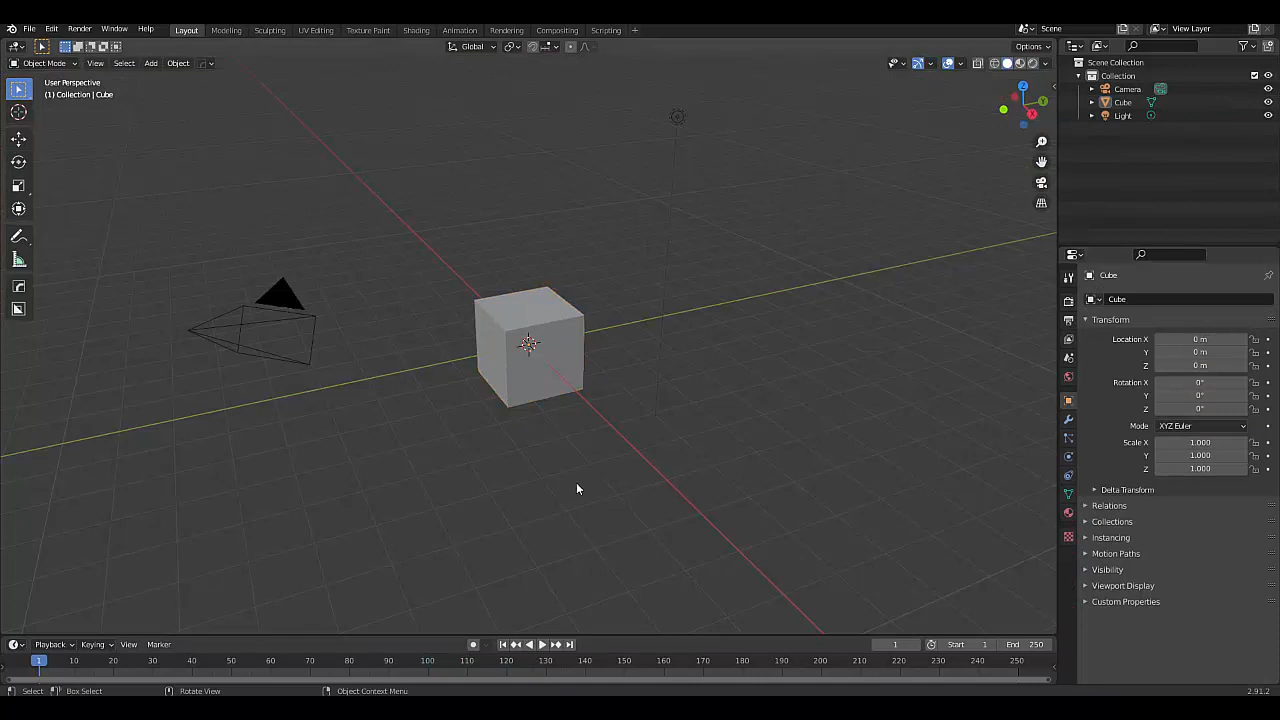 File Edit Render Window Help Layout Modeling Sculpting UV Editing Texture Paint Shading Animation Rendering Compositing Scripting + Scene View Layer
Global Options
Object Mode View Select Add Object
User Perspective
(1) Collection | Cube
Z
Y
X
Scene Collection
Collection
Camera
Cube
Light
Cube
Cube
Transform
Location X 0 m
Y 0 m
Z 0 m
Rotation X 0°
Y 0°
Z 0°
Mode XYZ Euler
Scale X 1.000
Y 1.000
Z 1.000
Delta Transform
Relations
Collections
Instancing
Motion Paths
Visibility
Viewport Display
Custom Properties
Playback Keying View Marker 1 Start 1 End 250
1 10 20 30 40 50 60 70 80 90 100 110 120 130 140 150 160 170 180 190 200 210 220 230 240 250
Select Box Select Rotate View Object Context Menu 2.91.2